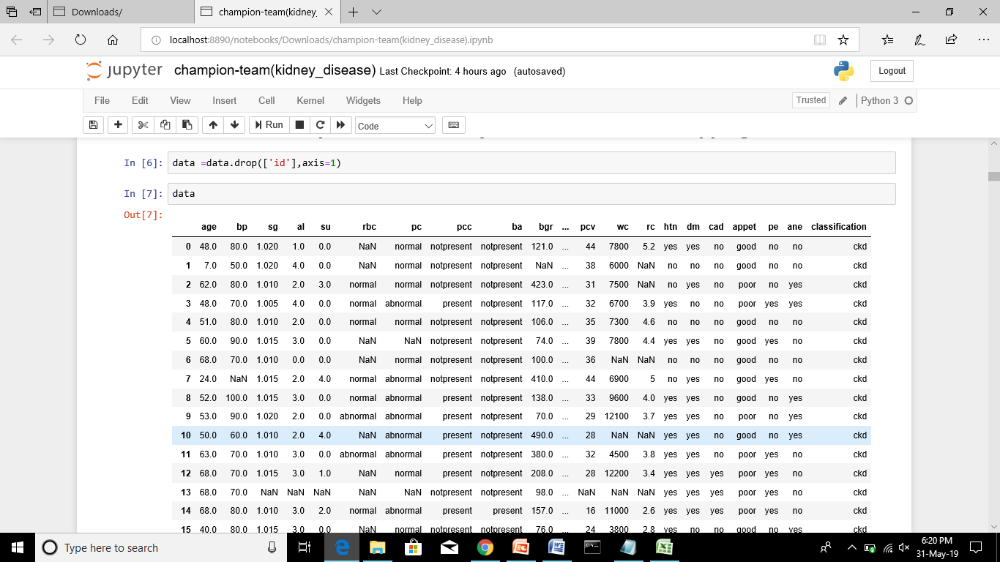 Downloads/
champion-team(kidney_
localhost:8890/notebooks/Downloads/champion-team(kidney_disease).ipynb
jupyter champion-team(kidney_disease) Last Checkpoint: 4 hours ago (autosaved)
Logout
File Edit View Insert Cell Kernel Widgets Help
Trusted Python 3
Run Code
In [6]: data =data.drop(['id'],axis=1)
In [7]: data
Out[7]:
age bp sg al su rbc pc pcc ba bgr ... pcv wc rc htn dm cad appet pe ane classification
0 48.0 80.0 1.020 1.0 0.0 NaN normal notpresent notpresent 121.0 ... 44 7800 5.2 yes yes no good no no ckd
1 7.0 50.0 1.020 4.0 0.0 NaN normal notpresent notpresent NaN ... 38 6000 NaN no no no good no no ckd
2 62.0 80.0 1.010 2.0 3.0 normal normal notpresent notpresent 423.0 ... 31 7500 NaN no yes no poor no yes ckd
3 48.0 70.0 1.005 4.0 0.0 normal abnormal present notpresent 117.0 ... 32 6700 3.9 yes no no poor yes yes ckd
4 51.0 80.0 1.010 2.0 0.0 normal normal notpresent notpresent 106.0 ... 35 7300 4.6 no no no good no no ckd
5 60.0 90.0 1.015 3.0 0.0 NaN NaN notpresent notpresent 74.0 ... 39 7800 4.4 yes yes no good yes no ckd
6 68.0 70.0 1.010 0.0 0.0 NaN normal notpresent notpresent 100.0 ... 36 NaN NaN no no no good no no ckd
7 24.0 NaN 1.015 2.0 4.0 normal abnormal notpresent notpresent 410.0 ... 44 6900 5 no yes no good yes no ckd
8 52.0 100.0 1.015 3.0 0.0 normal abnormal present notpresent 138.0 ... 33 9600 4.0 yes yes no good no yes ckd
9 53.0 90.0 1.020 2.0 0.0 abnormal abnormal present notpresent 70.0 ... 29 12100 3.7 yes yes no poor no yes ckd
10 50.0 60.0 1.010 2.0 4.0 NaN abnormal present notpresent 490.0 ... 28 NaN NaN yes yes no good no yes ckd
11 63.0 70.0 1.010 3.0 0.0 abnormal abnormal present notpresent 380.0 ... 32 4500 3.8 yes yes no poor yes no ckd
12 68.0 70.0 1.015 3.0 1.0 NaN normal present notpresent 208.0 ... 28 12200 3.4 yes yes yes poor yes no ckd
13 68.0 70.0 NaN NaN NaN NaN NaN notpresent notpresent 98.0 ... NaN NaN NaN yes yes yes poor yes no ckd
14 68.0 80.0 1.010 3.0 2.0 normal abnormal present present 157.0 ... 16 11000 2.6 yes yes yes poor yes no ckd
15 40.0 80.0 1.015 3.0 0.0 NaN normal notpresent notpresent 76.0 ... 24 3800 2.8 yes no no good no yes ckd
Type here to search
6:20 PM
31-May-19